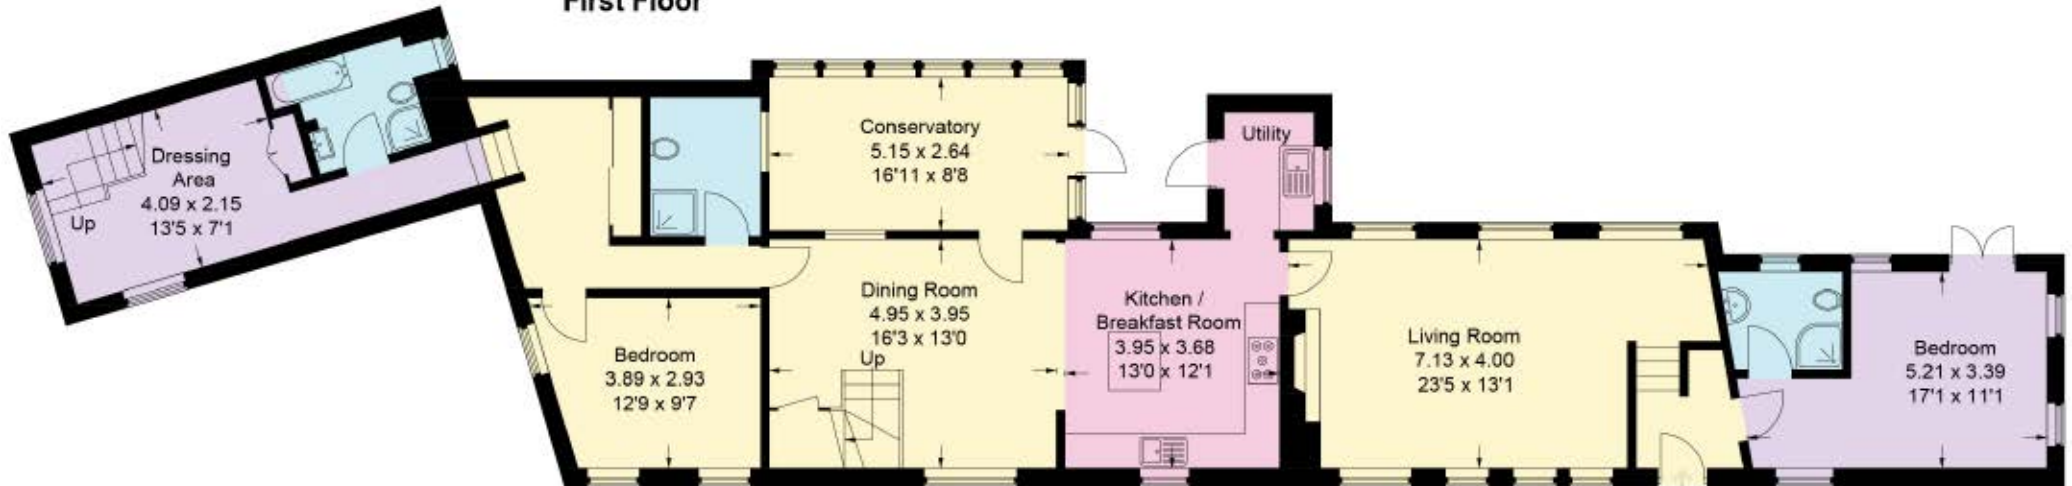 First Floor
Dressing
Area
4.09 x 2.15
13'5 x 7'1
Up
Conservatory
5.15 x 2.64
16'11 x 8'8
Utility
Bedroom
3.89 x 2.93
12'9 x 9'7
Dining Room
4.95 x 3.95
16'3 x 13'0
Up
Kitchen /
Breakfast Room
3.95 x 3.68
13'0 x 12'1
Living Room
7.13 x 4.00
23'5 x 13'1
Bedroom
5.21 x 3.39
17'1 x 11'1